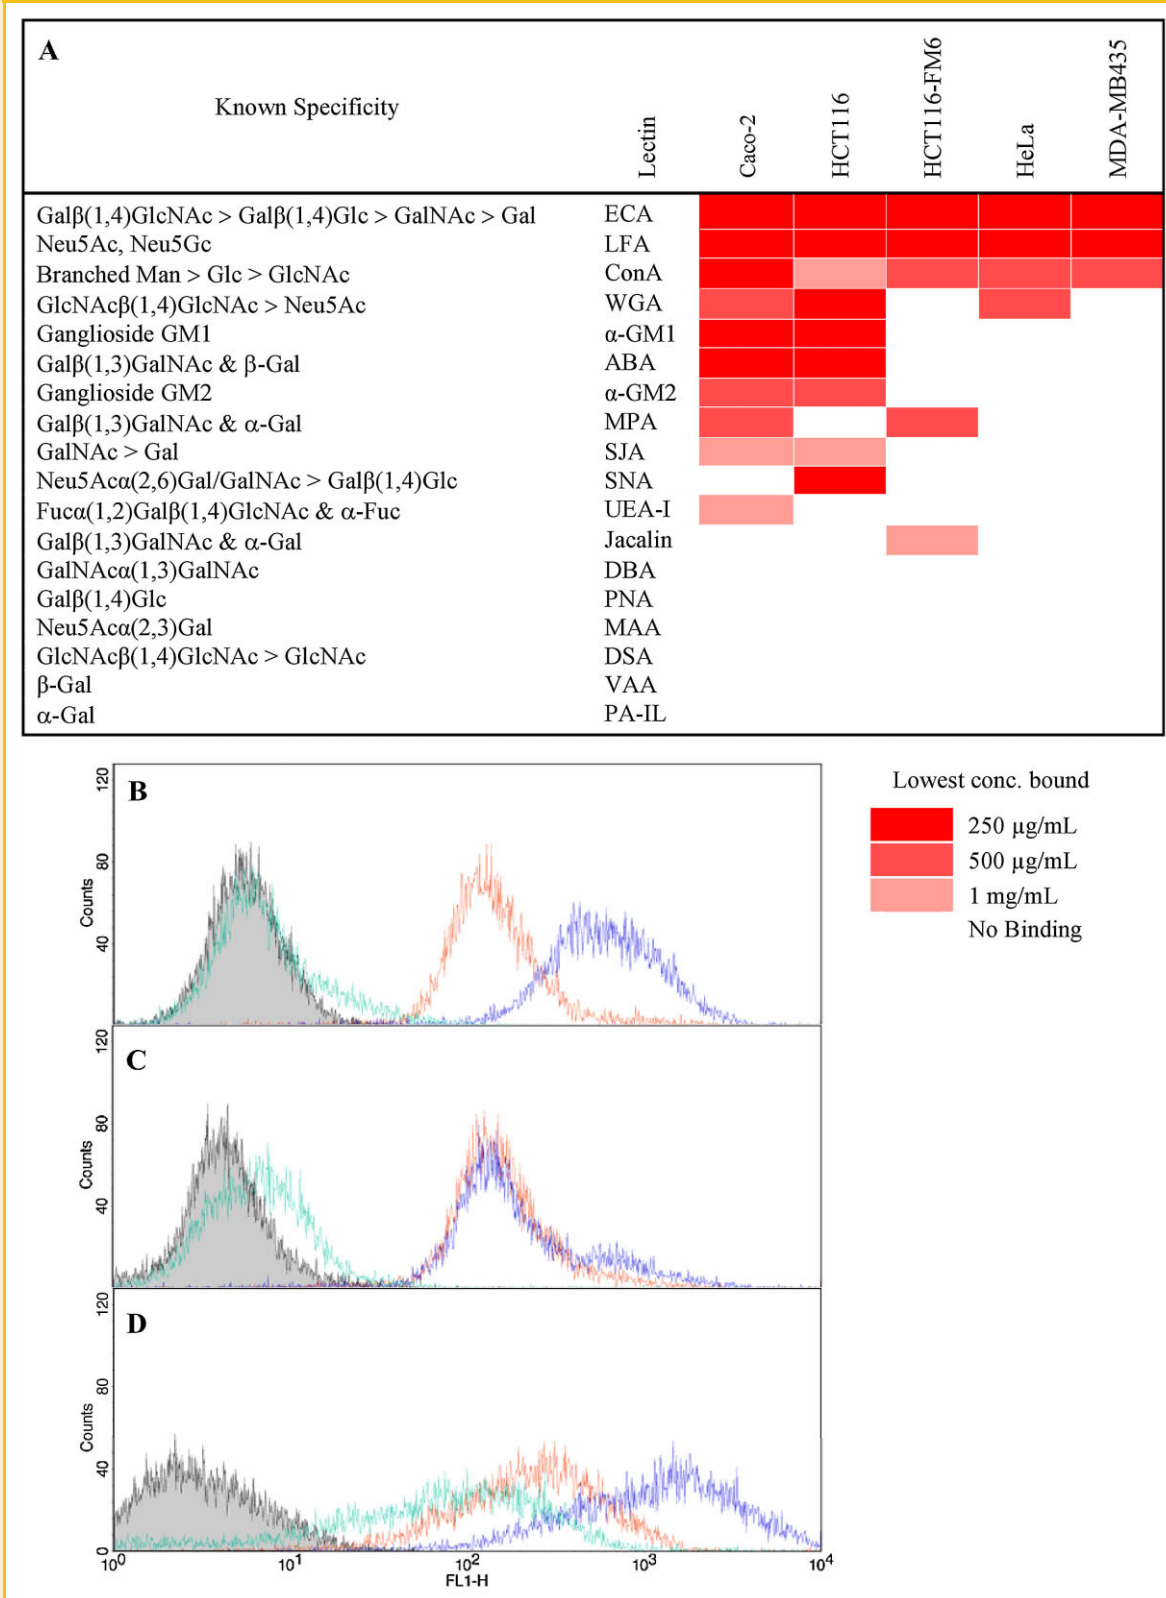 A
Known Specificity
Lectin
Caco-2
HCT116
HCT116-FM6
HeLa
MDA-MB435
Galβ(1,4)GlcNAc > Galβ(1,4)Glc > GalNAc > Gal ECA
Neu5Ac, Neu5Gc LFA
Branched Man > Glc > GlcNAc ConA
GlcNAcβ(1,4)GlcNAc > Neu5Ac WGA
Ganglioside GM1 α-GM1
Galβ(1,3)GalNAc & β-Gal ABA
Ganglioside GM2 α-GM2
Galβ(1,3)GalNAc & α-Gal MPA
GalNAc > Gal SJA
Neu5Acα(2,6)Gal/GalNAc > Galβ(1,4)Glc SNA
Fucα(1,2)Galβ(1,4)GlcNAc & α-Fuc UEA-I
Galβ(1,3)GalNAc & α-Gal Jacalin
GalNAcα(1,3)GalNAc DBA
Galβ(1,4)Glc PNA
Neu5Acα(2,3)Gal MAA
GlcNAcβ(1,4)GlcNAc > GlcNAc DSA
β-Gal VAA
α-Gal PA-IL
B
120
80
40
Counts
Lowest conc. bound
250 µg/mL
500 µg/mL
1 mg/mL
No Binding
C
120
80
40
Counts
D
120
80
40
0
Counts
10⁰ 10¹ 10² 10³ 10⁴
FL1-H